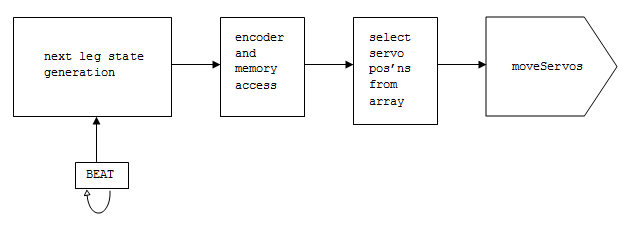 next leg state
generation
encoder
and
memory
access
select
servo
pos'ns
from
array
moveServos
BEAT